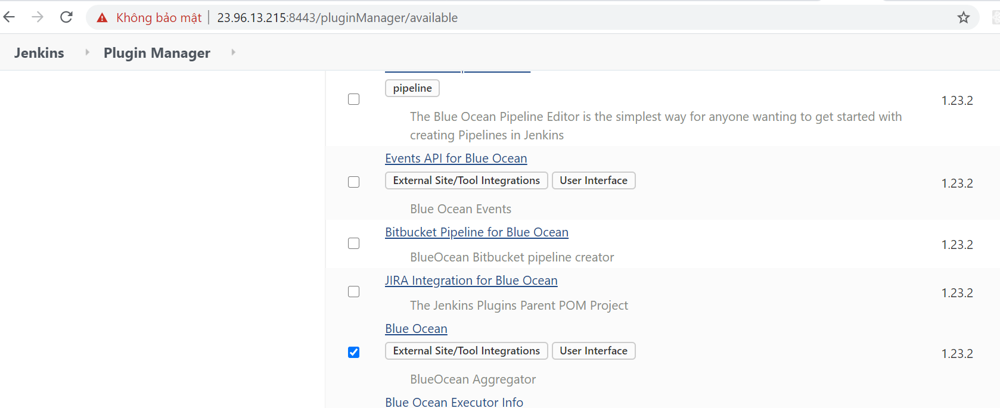 Không bảo mật | 23.96.13.215:8443/pluginManager/available
Jenkins Plugin Manager
pipeline
1.23.2
The Blue Ocean Pipeline Editor is the simplest way for anyone wanting to get started with
creating Pipelines in Jenkins
Events API for Blue Ocean
External Site/Tool Integrations User Interface
1.23.2
Blue Ocean Events
Bitbucket Pipeline for Blue Ocean
1.23.2
BlueOcean Bitbucket pipeline creator
JIRA Integration for Blue Ocean
1.23.2
The Jenkins Plugins Parent POM Project
Blue Ocean
External Site/Tool Integrations User Interface
1.23.2
BlueOcean Aggregator
Blue Ocean Executor Info